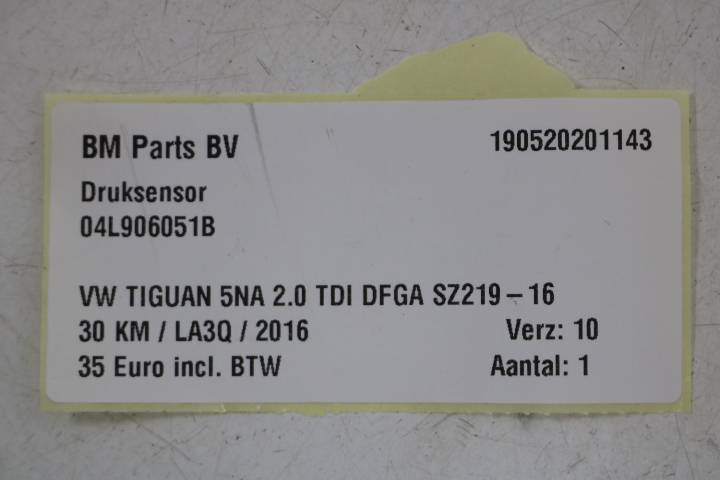 BM Parts BV 190520201143
Druksensor
04L906051B
VW TIGUAN 5NA 2.0 TDI DFGA SZ219 – 16
30 KM / LA3Q / 2016 Verz: 10
35 Euro incl. BTW Aantal: 1